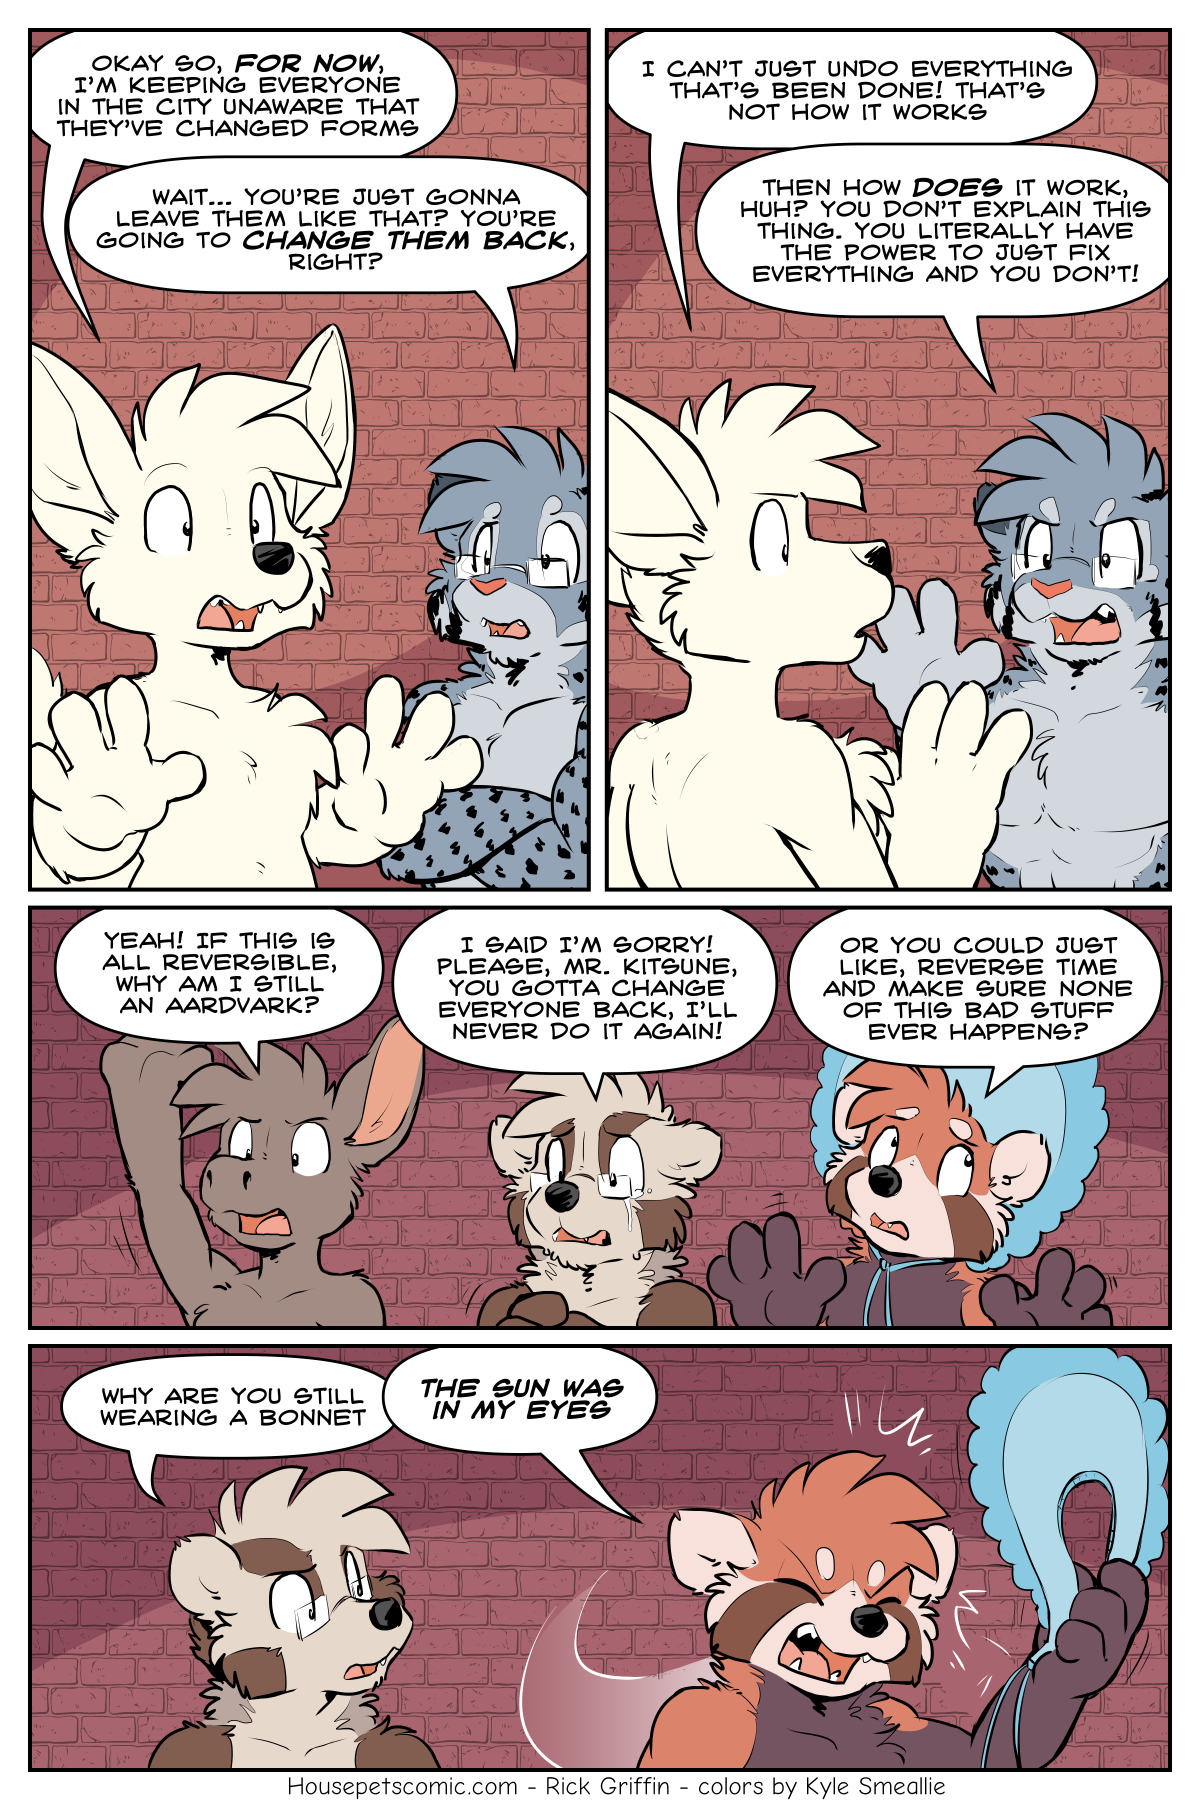 OKAY SO, FOR NOW,
I'M KEEPING EVERYONE
IN THE CITY UNAWARE THAT
THEY'VE CHANGED FORMS
WAIT... YOU'RE JUST GONNA
LEAVE THEM LIKE THAT? YOU'RE
GOING TO CHANGE THEM BACK,
RIGHT?
I CAN'T JUST UNDO EVERYTHING
THAT'S BEEN DONE! THAT'S
NOT HOW IT WORKS
THEN HOW DOES IT WORK,
HUH? YOU DON'T EXPLAIN THIS
THING. YOU LITERALLY HAVE
THE POWER TO JUST FIX
EVERYTHING AND YOU DON'T!
YEAH! IF THIS IS
ALL REVERSIBLE,
WHY AM I STILL
AN AARDVARK?
I SAID I'M SORRY!
PLEASE, MR. KITSUNE,
YOU GOTTA CHANGE
EVERYONE BACK, I'LL
NEVER DO IT AGAIN!
OR YOU COULD JUST
LIKE, REVERSE TIME
AND MAKE SURE NONE
OF THIS BAD STUFF
EVER HAPPENS?
WHY ARE YOU STILL
WEARING A BONNET
THE SUN WAS
IN MY EYES
Housepetscomic.com - Rick Griffin - colors by Kyle Smeallie